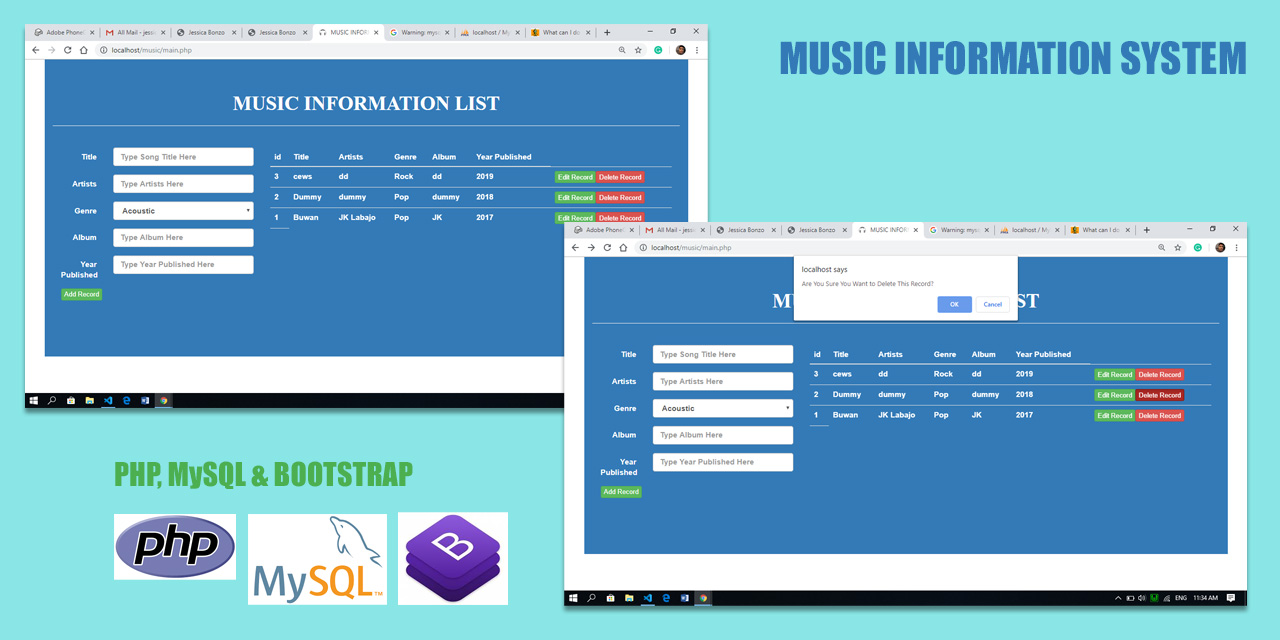 Adobe PhoneG
All Mail - jessi
Jessica Bonzo
Jessica Bonzo
MUSIC INFOR
Warning: mys
localhost / My
What can I do
localhost/music/main.php
MUSIC INFORMATION SYSTEM
MUSIC INFORMATION LIST
Title Type Song Title Here
Artists Type Artists Here
Genre Acoustic
Album Type Album Here
Year Published Type Year Published Here
Add Record
id Title Artists Genre Album Year Published
3 cews dd Rock dd 2019 Edit Record Delete Record
2 Dummy dummy Pop dummy 2018 Edit Record Delete Record
1 Buwan JK Labajo Pop JK 2017 Edit Record Delete Record
Adobe PhoneG
All Mail - jessi
Jessica Bonzo
Jessica Bonzo
MUSIC INFOR
Warning: mys
localhost / My
What can I do
localhost/music/main.php
localhost says
Are You Sure You Want to Delete This Record?
OK Cancel
M ST
Title Type Song Title Here
Artists Type Artists Here
Genre Acoustic
Album Type Album Here
Year Published Type Year Published Here
Add Record
id Title Artists Genre Album Year Published
3 cews dd Rock dd 2019 Edit Record Delete Record
2 Dummy dummy Pop dummy 2018 Edit Record Delete Record
1 Buwan JK Labajo Pop JK 2017 Edit Record Delete Record
ENG 11:34 AM
PHP, MySQL & BOOTSTRAP
php
MySQL™
B